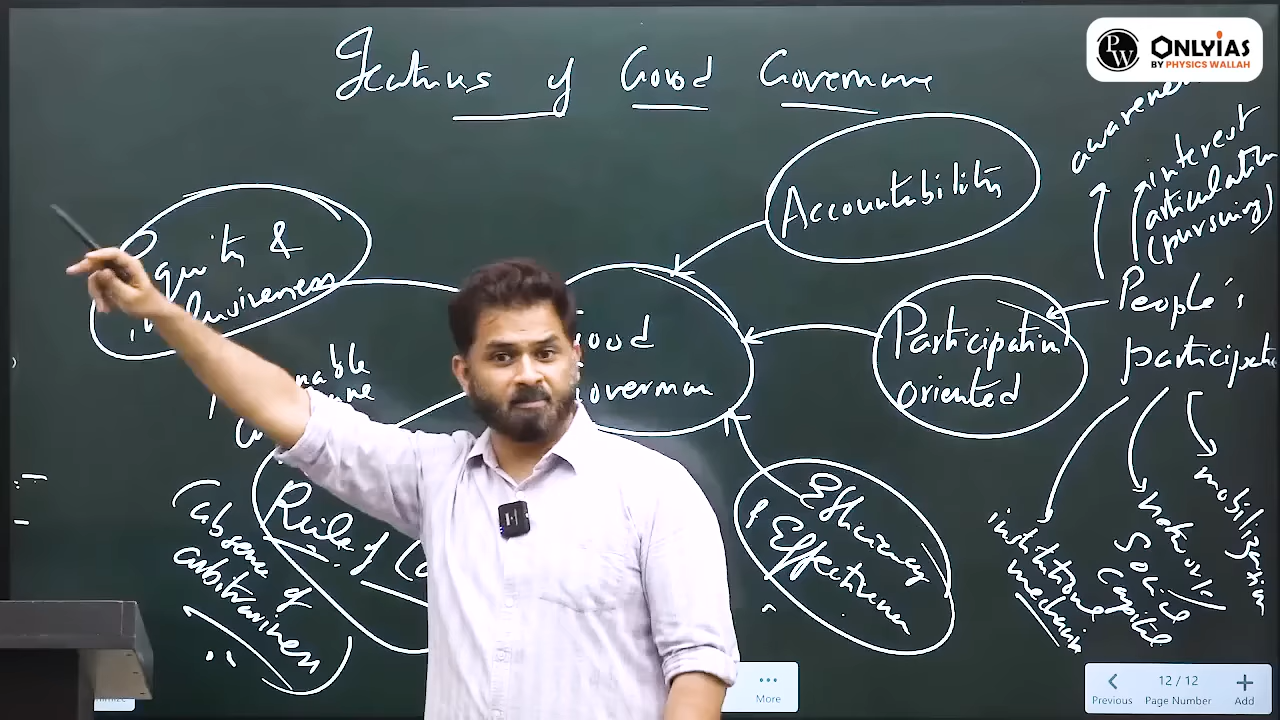 Features of Good Governance
PW
ONLYIAS
BY PHYSICS WALLAH
awareness
interest
articulation
(pursuing)
Accountability
Equity &
Inclusiveness
People's
participation
Participation
oriented
Good
Governance
Rule of
(absence of
arbitrariness
Efficiency
& Effectiveness
institutional
mechanism
network
Social
Capital
mobilization
More
Previous
12 / 12
Page Number
Add